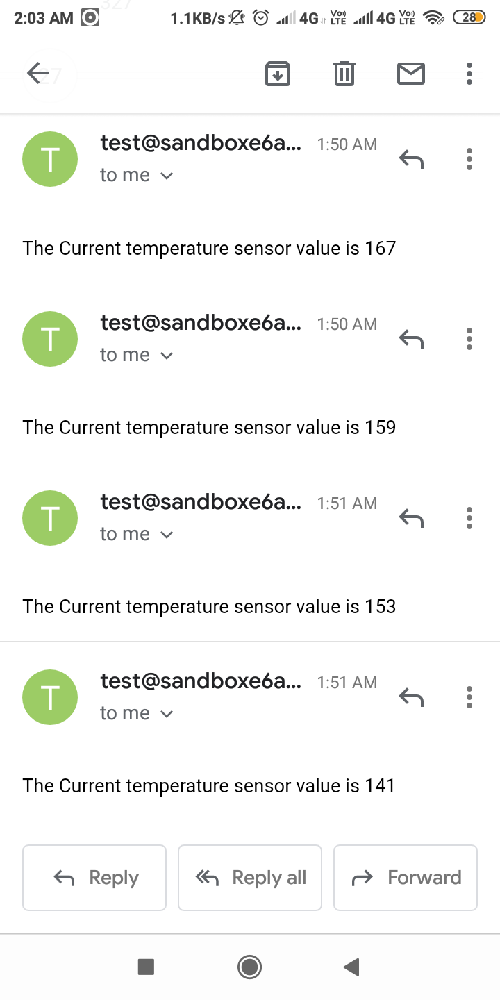 2:03 AM 1.1KB/s 4G Vo) LTE 4G Vo) LTE 28
327
27
test@sandboxe6a... 1:50 AM
to me
The Current temperature sensor value is 167
test@sandboxe6a... 1:50 AM
to me
The Current temperature sensor value is 159
test@sandboxe6a... 1:51 AM
to me
The Current temperature sensor value is 153
test@sandboxe6a... 1:51 AM
to me
The Current temperature sensor value is 141
Reply Reply all Forward